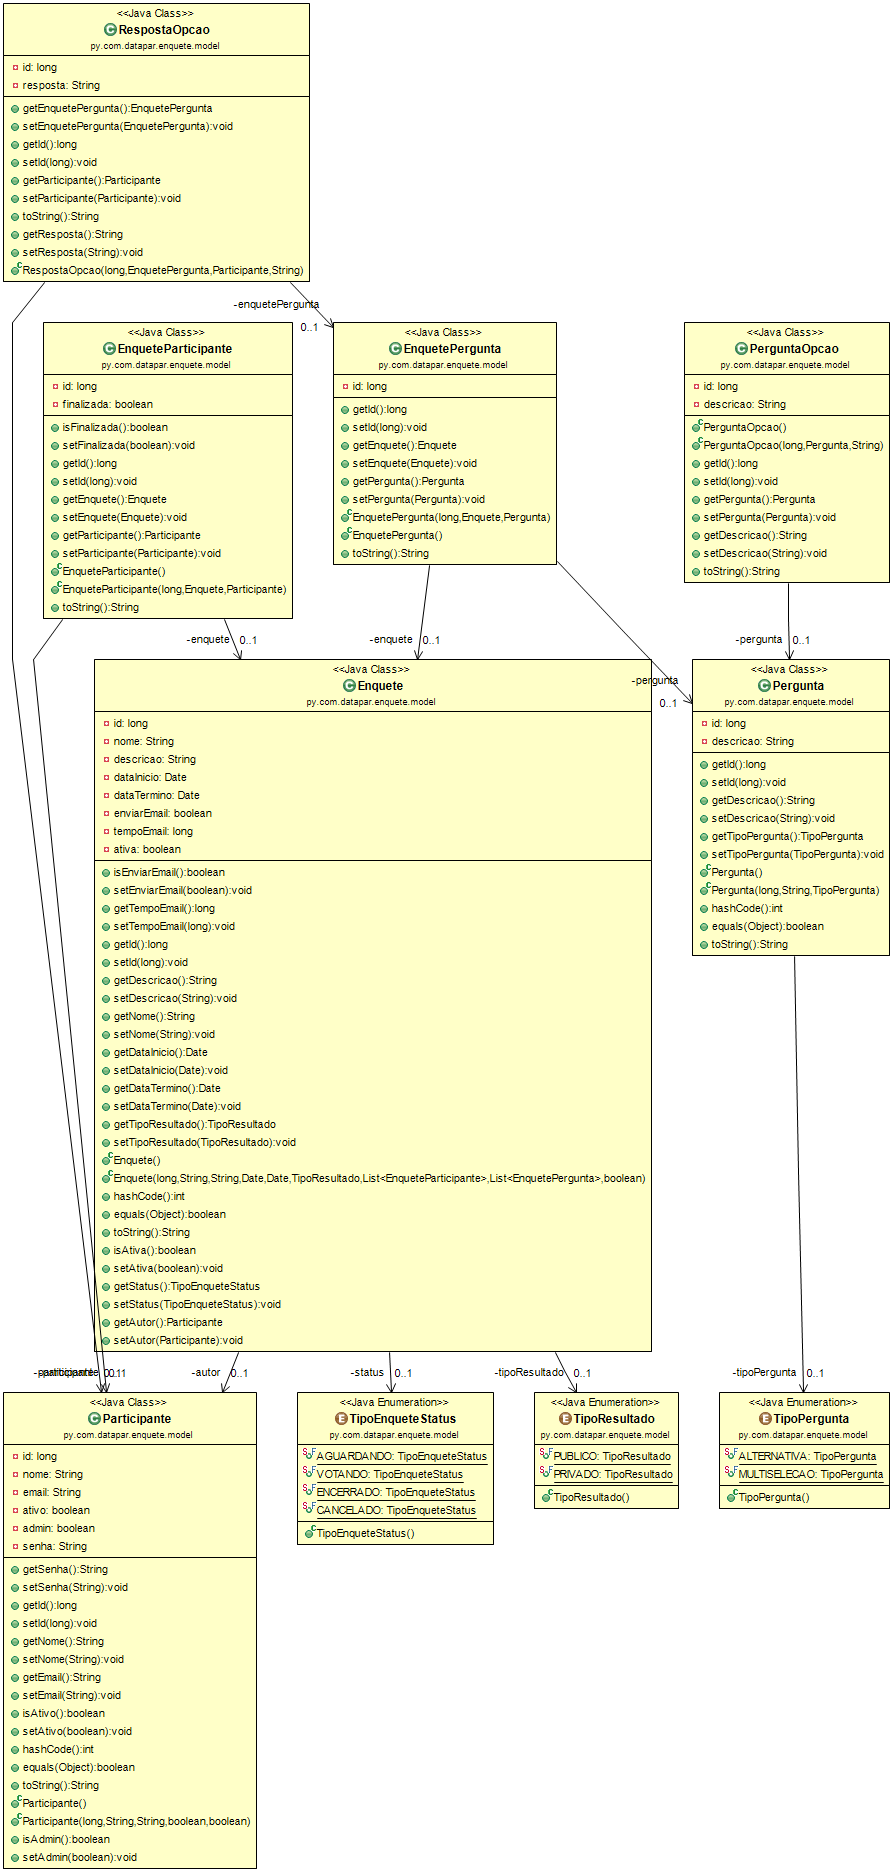 <<Java Class>>
RespostaOpcao
py.com.datapar.enquete.model
id: long
resposta: String
getEnquetePergunta():EnquetePergunta
setEnquetePergunta(EnquetePergunta):void
getId():long
setId(long):void
getParticipante():Participante
setParticipante(Participante):void
toString():String
getResposta():String
setResposta(String):void
RespostaOpcao(long,EnquetePergunta,Participante,String)
-enquetePergunta
0..1
<<Java Class>>
EnqueteParticipante
py.com.datapar.enquete.model
id: long
finalizada: boolean
isFinalizada():boolean
setFinalizada(boolean):void
getId():long
setId(long):void
getEnquete():Enquete
setEnquete(Enquete):void
getParticipante():Participante
setParticipante(Participante):void
EnqueteParticipante()
EnqueteParticipante(long,Enquete,Participante)
toString():String
<<Java Class>>
EnquetePergunta
py.com.datapar.enquete.model
id: long
getId():long
setId(long):void
getEnquete():Enquete
setEnquete(Enquete):void
getPergunta():Pergunta
setPergunta(Pergunta):void
EnquetePergunta(long,Enquete,Pergunta)
EnquetePergunta()
toString():String
<<Java Class>>
PerguntaOpcao
py.com.datapar.enquete.model
id: long
descricao: String
PerguntaOpcao()
PerguntaOpcao(long,Pergunta,String)
getId():long
setId(long):void
getPergunta():Pergunta
setPergunta(Pergunta):void
getDescricao():String
setDescricao(String):void
toString():String
-enquete 0..1
-enquete 0..1
-pergunta 0..1
-pergunta
0..1
<<Java Class>>
Enquete
py.com.datapar.enquete.model
id: long
nome: String
descricao: String
dataInicio: Date
dataTermino: Date
enviarEmail: boolean
tempoEmail: long
ativa: boolean
isEnviarEmail():boolean
setEnviarEmail(boolean):void
getTempoEmail():long
setTempoEmail(long):void
getId():long
setId(long):void
getDescricao():String
setDescricao(String):void
getNome():String
setNome(String):void
getDataInicio():Date
setDataInicio(Date):void
getDataTermino():Date
setDataTermino(Date):void
getTipoResultado():TipoResultado
setTipoResultado(TipoResultado):void
Enquete()
Enquete(long,String,String,Date,Date,TipoResultado,List<EnqueteParticipante>,List<EnquetePergunta>,boolean)
hashCode():int
equals(Object):boolean
toString():String
isAtiva():boolean
setAtiva(boolean):void
getStatus():TipoEnqueteStatus
setStatus(TipoEnqueteStatus):void
getAutor():Participante
setAutor(Participante):void
<<Java Class>>
Pergunta
py.com.datapar.enquete.model
id: long
descricao: String
getId():long
setId(long):void
getDescricao():String
setDescricao(String):void
getTipoPergunta():TipoPergunta
setTipoPergunta(TipoPergunta):void
Pergunta()
Pergunta(long,String,TipoPergunta)
hashCode():int
equals(Object):boolean
toString():String
-autor 0..1
-status 0..1
-tipoResultado 0..1
-tipoPergunta 0..1
<<Java Class>>
Participante
py.com.datapar.enquete.model
id: long
nome: String
email: String
ativo: boolean
admin: boolean
senha: String
getSenha():String
setSenha(String):void
getId():long
setId(long):void
getNome():String
setNome(String):void
getEmail():String
setEmail(String):void
isAtivo():boolean
setAtivo(boolean):void
hashCode():int
equals(Object):boolean
toString():String
Participante()
Participante(long,String,String,boolean,boolean)
isAdmin():boolean
setAdmin(boolean):void
<<Java Enumeration>>
TipoEnqueteStatus
py.com.datapar.enquete.model
AGUARDANDO: TipoEnqueteStatus
VOTANDO: TipoEnqueteStatus
ENCERRADO: TipoEnqueteStatus
CANCELADO: TipoEnqueteStatus
TipoEnqueteStatus()
<<Java Enumeration>>
TipoResultado
py.com.datapar.enquete.model
PUBLICO: TipoResultado
PRIVADO: TipoResultado
TipoResultado()
<<Java Enumeration>>
TipoPergunta
py.com.datapar.enquete.model
ALTERNATIVA: TipoPergunta
MULTISELECAO: TipoPergunta
TipoPergunta()